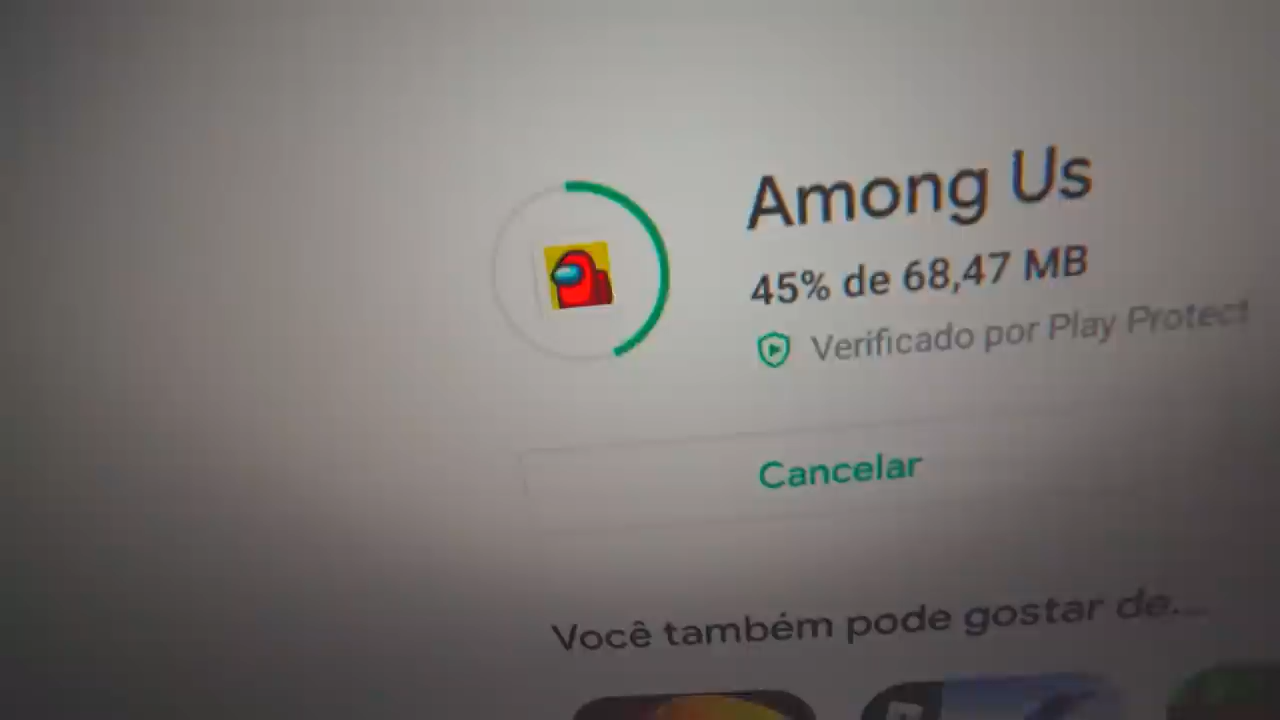 Among Us
45% de 68,47 MB
Verificado por Play Protect
Cancelar
Você também pode gostar de...